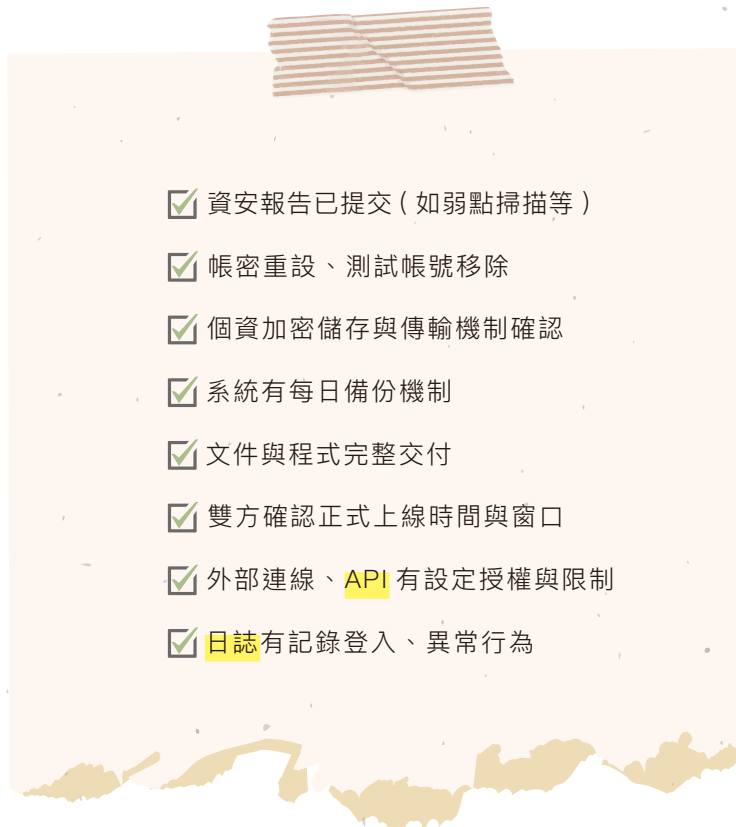 資安報告已提交(如弱點掃描等)
帳密重設、測試帳號移除
個資加密儲存與傳輸機制確認
系統有每日備份機制
文件與程式完整交付
雙方確認正式上線時間與窗口
外部連線、API 有設定授權與限制
日誌有記錄登入、異常行為